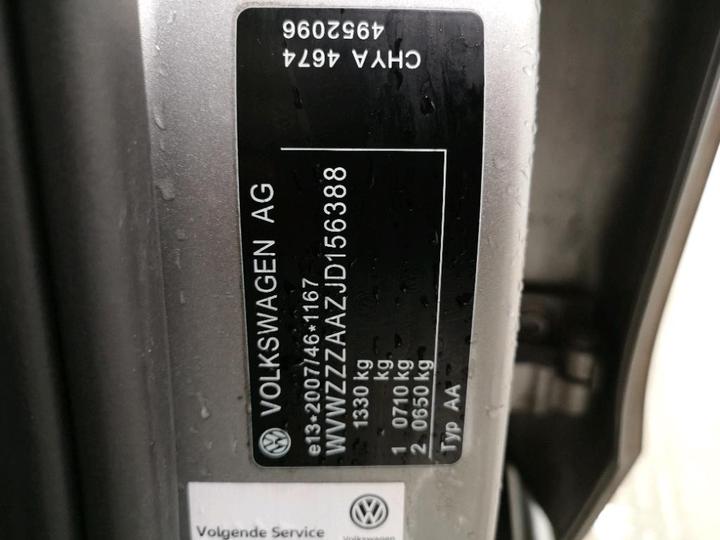 VOLKSWAGEN AG
e13*2007/46*1167
WVWZZZAAZJD156388
1330 kg
kg
1 0710 kg
2 0650 kg
Typ AA
CHYA 4674
4952096
Volgende Service
Volkswagen